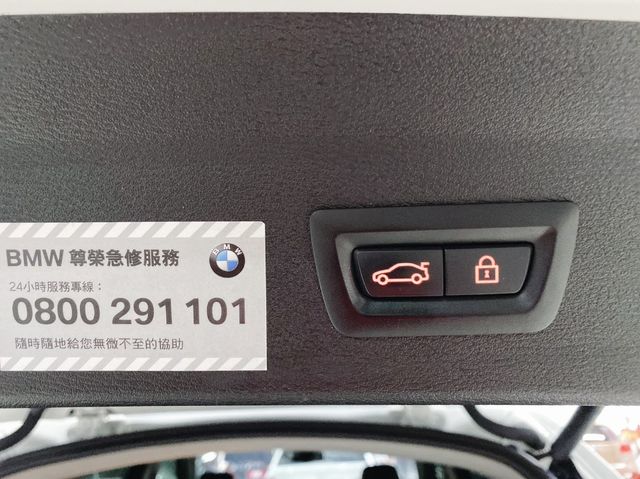 BMW 尊榮急修服務
BMW
24小時服務專線：
0800 291 101
隨時隨地給您無微不至的協助